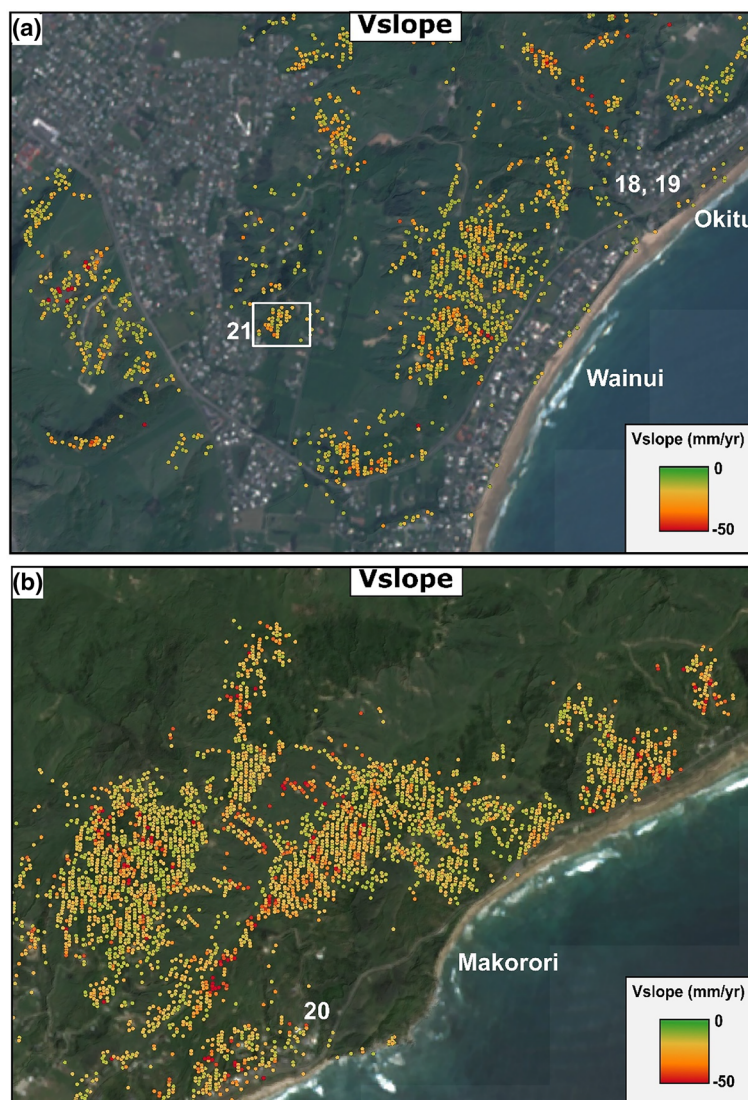 (a)
Vslope
18, 19
Okitu
21
Wainui
Vslope (mm/yr)
0
-50
(b)
Vslope
Makorori
20
Vslope (mm/yr)
0
-50